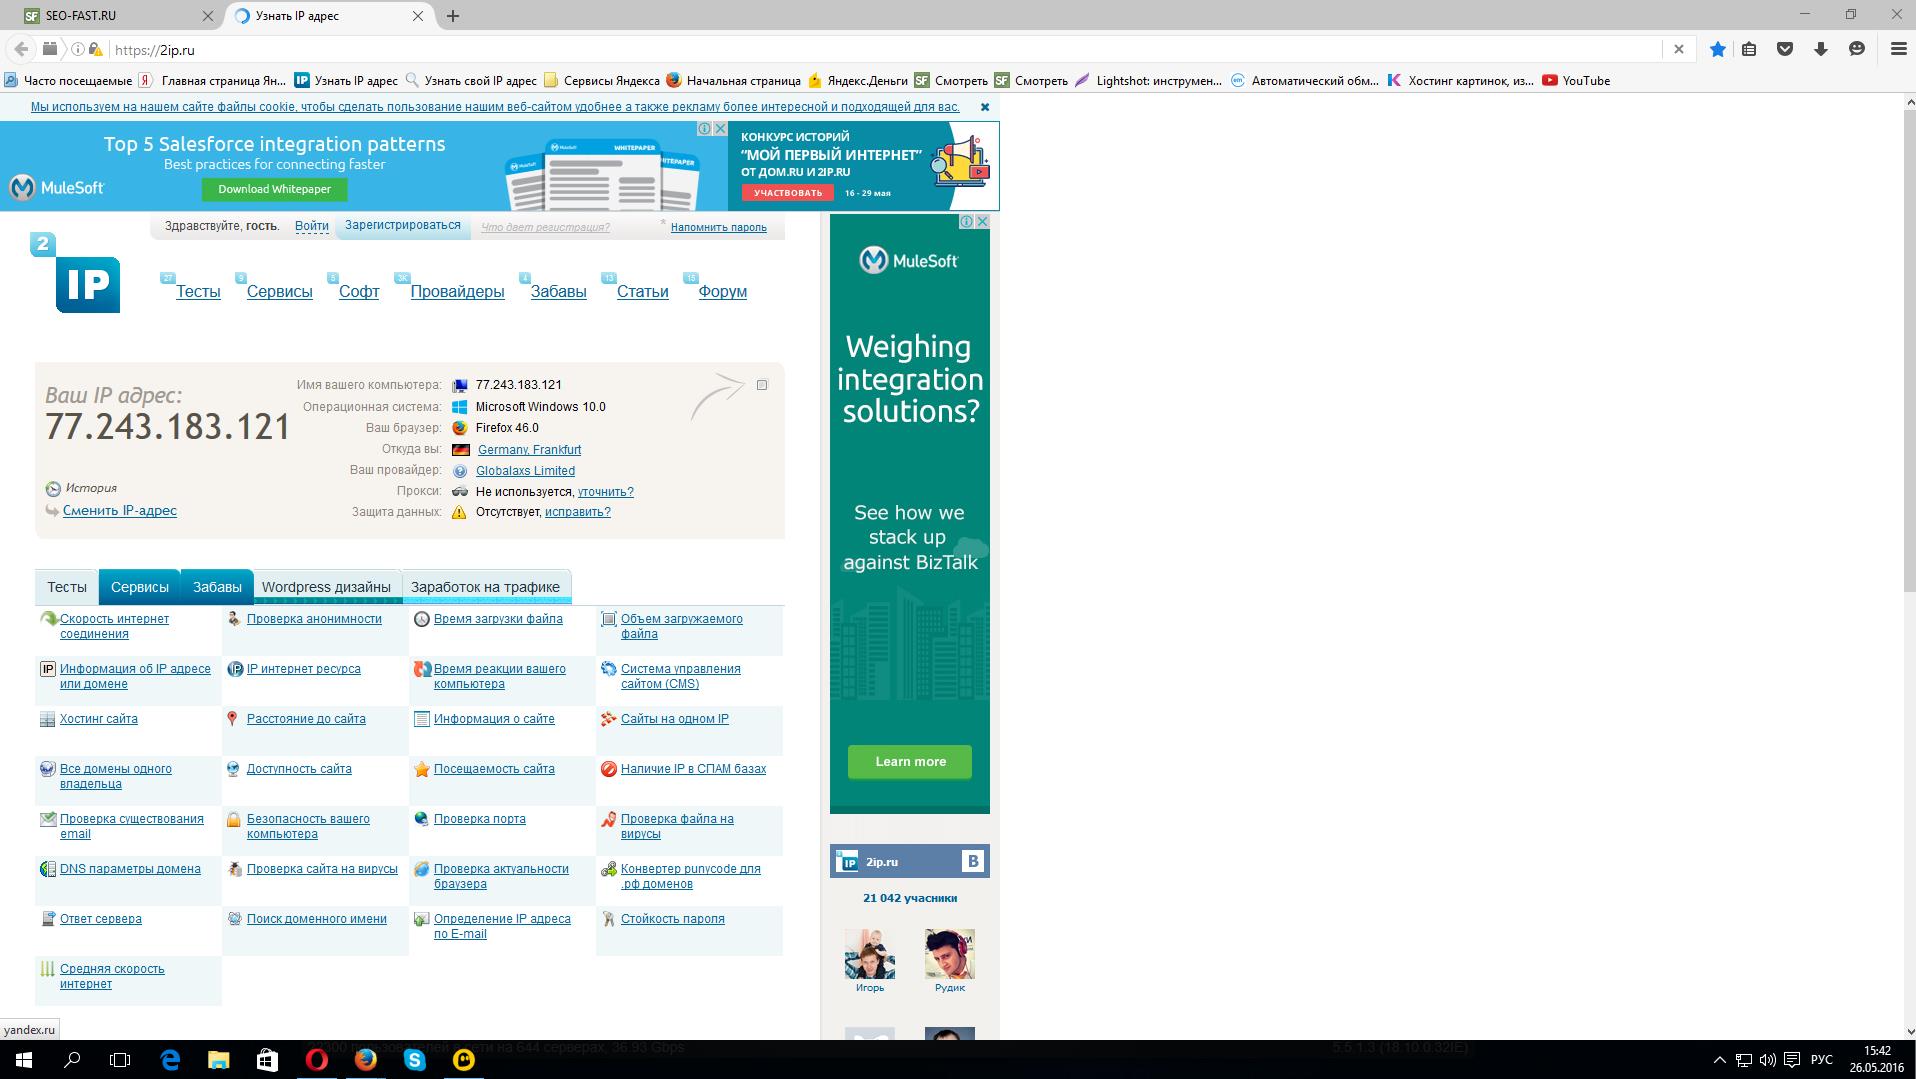 SEO-FAST.RU
Узнать IP адрес
https://2ip.ru
Часто посещаемые
Главная страница Ян...
Узнать IP адрес
Узнать свой IP адрес
Сервисы Яндекса
Начальная страница
Яндекс.Деньги
Смотреть
Смотреть
Lightshot: инструмен...
Автоматический обм...
Хостинг картинок, из...
YouTube
Мы используем на нашем сайте файлы cookie, чтобы сделать пользование нашим веб-сайтом удобнее а также рекламу более интересной и подходящей для вас.
Top 5 Salesforce integration patterns
Best practices for connecting faster
MuleSoft
Download Whitepaper
WHITEPAPER
КОНКУРС ИСТОРИЙ
"МОЙ ПЕРВЫЙ ИНТЕРНЕТ"
ОТ ДОМ.RU И 2IP.RU
УЧАСТВОВАТЬ 16 - 29 мая
Здравствуйте, гость. Войти Зарегистрироваться Что дает регистрация? * Напомнить пароль
2 IP
27 Тесты 9 Сервисы 5 Софт 3K Провайдеры 4 Забавы 13 Статьи 15 Форум
Ваш IP адрес:
77.243.183.121
История
Сменить IP-адрес
Имя вашего компьютера: 77.243.183.121
Операционная система: Microsoft Windows 10.0
Ваш браузер: Firefox 46.0
Откуда вы: Germany, Frankfurt
Ваш провайдер: Globalaxs Limited
Прокси: Не используется, уточнить?
Защита данных: Отсутствует, исправить?
Тесты Сервисы Забавы Wordpress дизайны Заработок на трафике
Скорость интернет
соединения
Проверка анонимности
Время загрузки файла
Объем загружаемого
файла
Информация об IP адресе
или домене
IP интернет ресурса
Время реакции вашего
компьютера
Система управления
сайтом (CMS)
Хостинг сайта
Расстояние до сайта
Информация о сайте
Сайты на одном IP
Все домены одного
владельца
Доступность сайта
Посещаемость сайта
Наличие IP в СПАМ базах
Проверка существования
email
Безопасность вашего
компьютера
Проверка порта
Проверка файла на
вирусы
DNS параметры домена
Проверка сайта на вирусы
Проверка актуальности
браузера
Конвертер punycode для
.рф доменов
Ответ сервера
Поиск доменного имени
Определение IP адреса
по E-mail
Стойкость пароля
Средняя скорость
интернет
MuleSoft
Weighing
integration
solutions?
See how we
stack up
against BizTalk
Learn more
2ip.ru
21 042 учасники
Игорь Рудик
yandex.ru
300 пользователей в сети на 644 серверах, 36.93 Gbps
5.5.1.3 (18.10.0.32IE)
РУС
15:42
26.05.2016